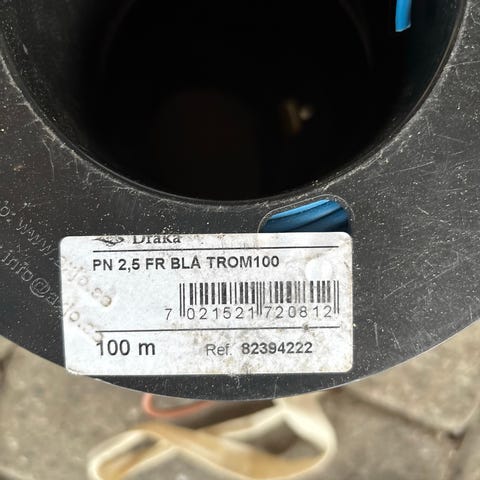 Draka
PN 2,5 FR BLA TROM100
7 021521 720812
100 m
Ref. 82394222